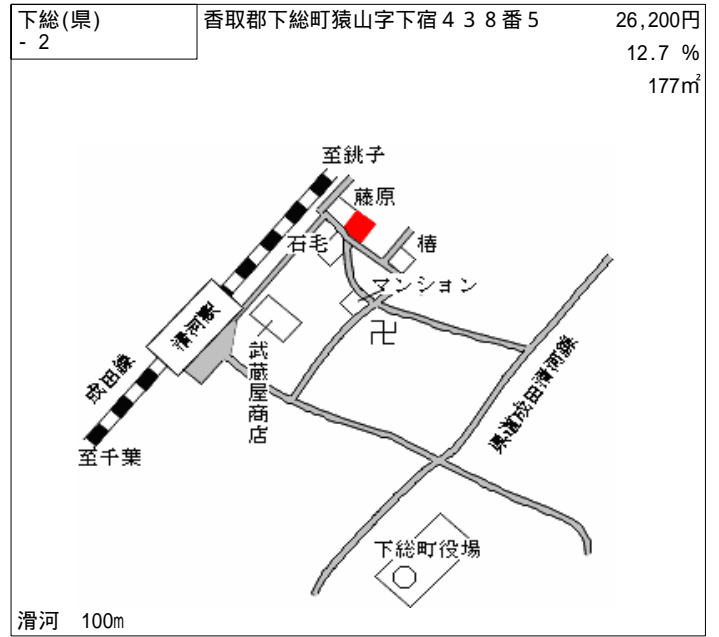 下総(県)
- 2
香取郡下総町猿山字下宿４３８番５
26,200円
12.7 %
177㎡
至銚子
藤原
石毛
椿
マンション
卍
滑河駅
武蔵屋商店
成田線
県道成田滑河線
至千葉
下総町役場
滑河 100m